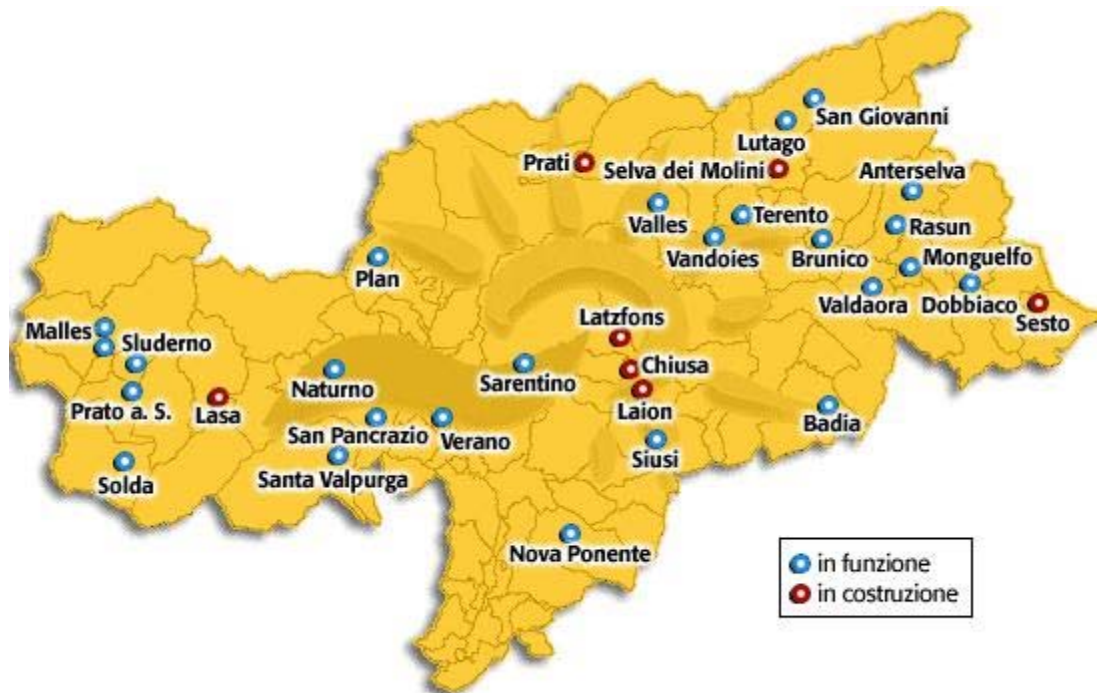 San Giovanni
Lutago
Prati
Selva dei Molini
Anterselva
Valles
Terento
Rasun
Vandoies
Brunico
Monguelfo
Plan
Valdaora
Dobbiaco
Sesto
Malles
Latzfons
Sluderno
Chiusa
Naturno
Sarentino
Prato a. S.
Lasa
Laion
San Pancrazio
Verano
Badia
Siusi
Solda
Santa Valpurga
Nova Ponente
in funzione
in costruzione